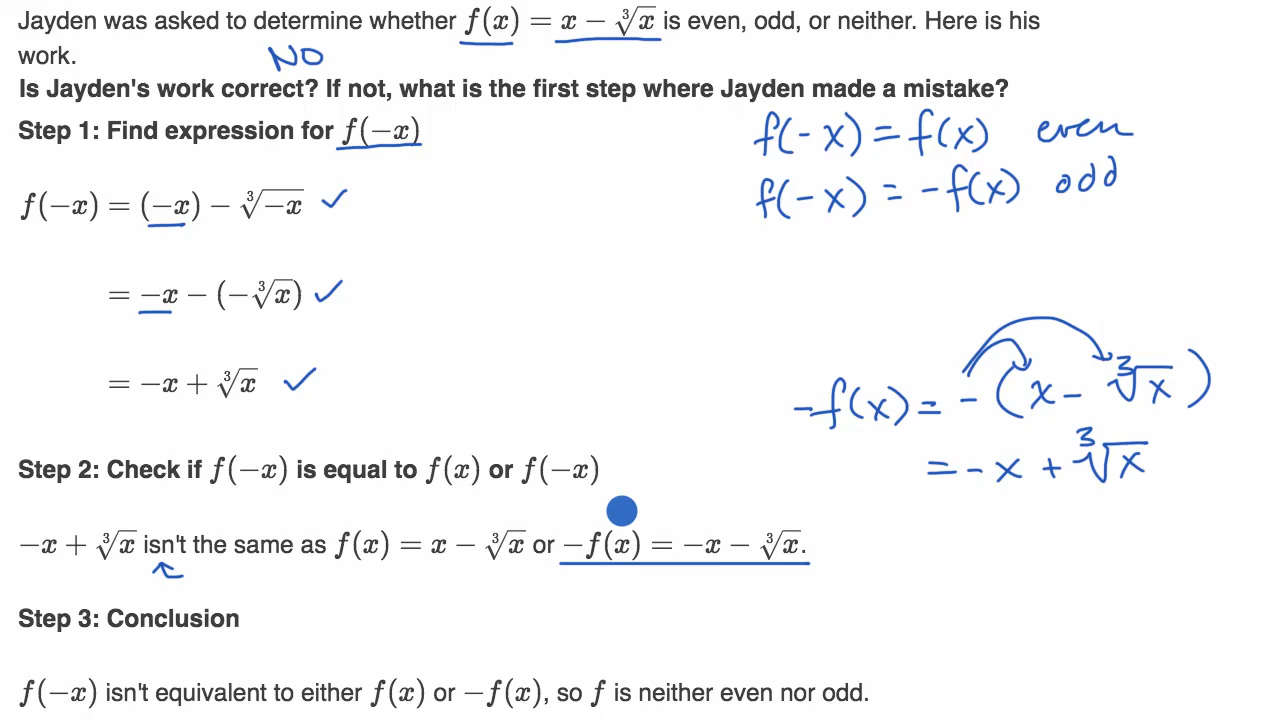 Jayden was asked to determine whether f(x) = x − ∛x is even, odd, or neither. Here is his
work.
NO
Is Jayden's work correct? If not, what is the first step where Jayden made a mistake?
Step 1: Find expression for f(−x)
f(-x) = f(x) even
f(−x) = (−x) − ∛−x ✓
f(-x) = -f(x) odd
= −x − (−∛x) ✓
= −x + ∛x ✓
-f(x) = -(x - ∛x)
= -x + ∛x
Step 2: Check if f(−x) is equal to f(x) or f(−x)
−x + ∛x isn't the same as f(x) = x − ∛x or −f(x) = −x − ∛x.
Step 3: Conclusion
f(−x) isn't equivalent to either f(x) or −f(x), so f is neither even nor odd.